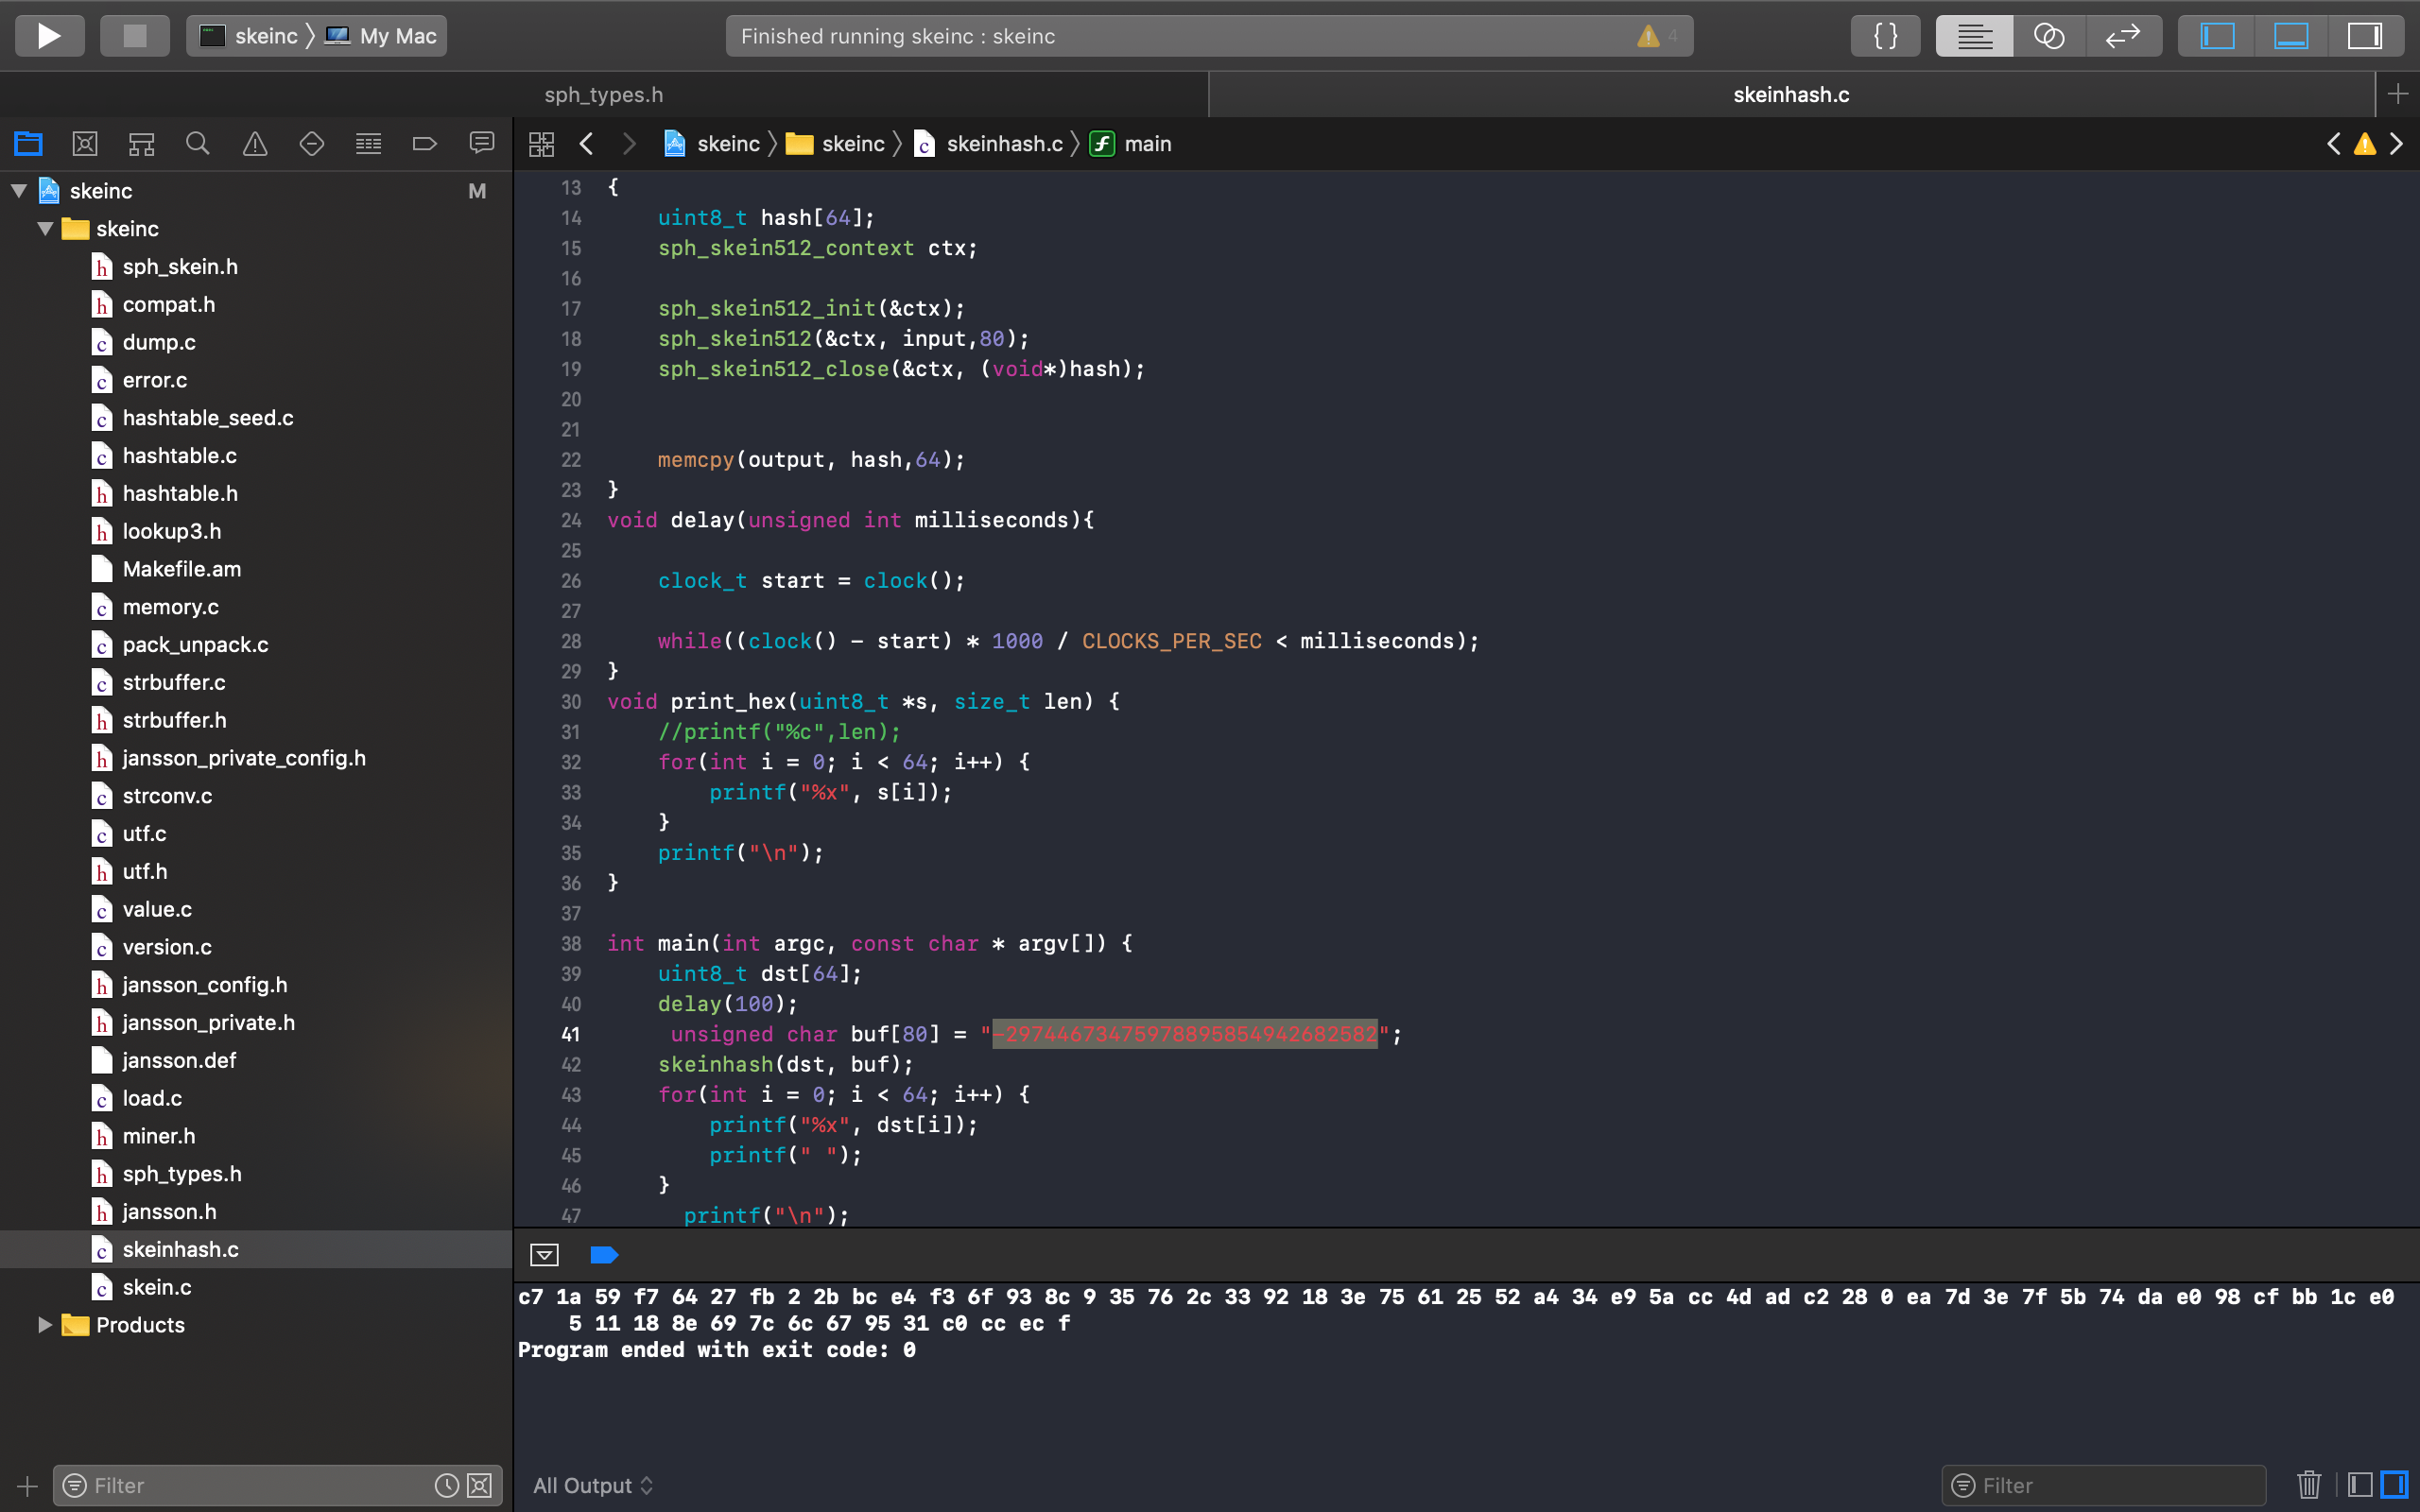 skeinc 〉 My Mac
Finished running skeinc : skeinc
4
{ }
sph_types.h
skeinhash.c
skeinc 〉 skeinc 〉 skeinhash.c 〉 main
skeinc M
skeinc
sph_skein.h
compat.h
dump.c
error.c
hashtable_seed.c
hashtable.c
hashtable.h
lookup3.h
Makefile.am
memory.c
pack_unpack.c
strbuffer.c
strbuffer.h
jansson_private_config.h
strconv.c
utf.c
utf.h
value.c
version.c
jansson_config.h
jansson_private.h
jansson.def
load.c
miner.h
sph_types.h
jansson.h
skeinhash.c
skein.c
Products
Filter
13 {
14     uint8_t hash[64];
15     sph_skein512_context ctx;
16
17     sph_skein512_init(&ctx);
18     sph_skein512(&ctx, input,80);
19     sph_skein512_close(&ctx, (void*)hash);
20
21
22     memcpy(output, hash,64);
23 }
24 void delay(unsigned int milliseconds){
25
26     clock_t start = clock();
27
28     while((clock() - start) * 1000 / CLOCKS_PER_SEC < milliseconds);
29 }
30 void print_hex(uint8_t *s, size_t len) {
31     //printf("%c",len);
32     for(int i = 0; i < 64; i++) {
33         printf("%x", s[i]);
34     }
35     printf("\n");
36 }
37
38 int main(int argc, const char * argv[]) {
39     uint8_t dst[64];
40     delay(100);
41      unsigned char buf[80] = "-297446734759788958549426825​82";
42     skeinhash(dst, buf);
43     for(int i = 0; i < 64; i++) {
44         printf("%x", dst[i]);
45         printf(" ");
46     }
47       printf("\n");
c7 1a 59 f7 64 27 fb 2 2b bc e4 f3 6f 93 8c 9 35 76 2c 33 92 18 3e 75 61 25 52 a4 34 e9 5a cc 4d ad c2 28 0 ea 7d 3e 7f 5b 74 da e0 98 cf bb 1c e0
5 11 18 8e 69 7c 6c 67 95 31 c0 cc ec f
Program ended with exit code: 0
All Output
Filter